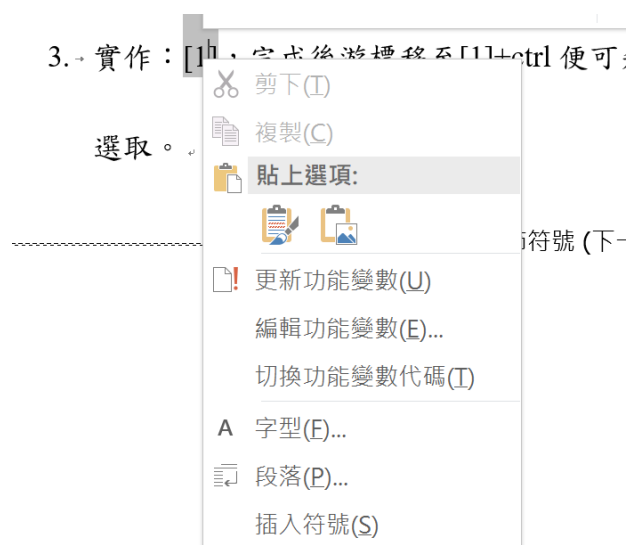 3. 實作：[1]，完成後游標移至[1]+ctrl 便可
剪下(T)
複製(C)
選取。
貼上選項:
符號 (下一
更新功能變數(U)
編輯功能變數(E)...
切換功能變數代碼(T)
A 字型(F)...
段落(P)...
插入符號(S)